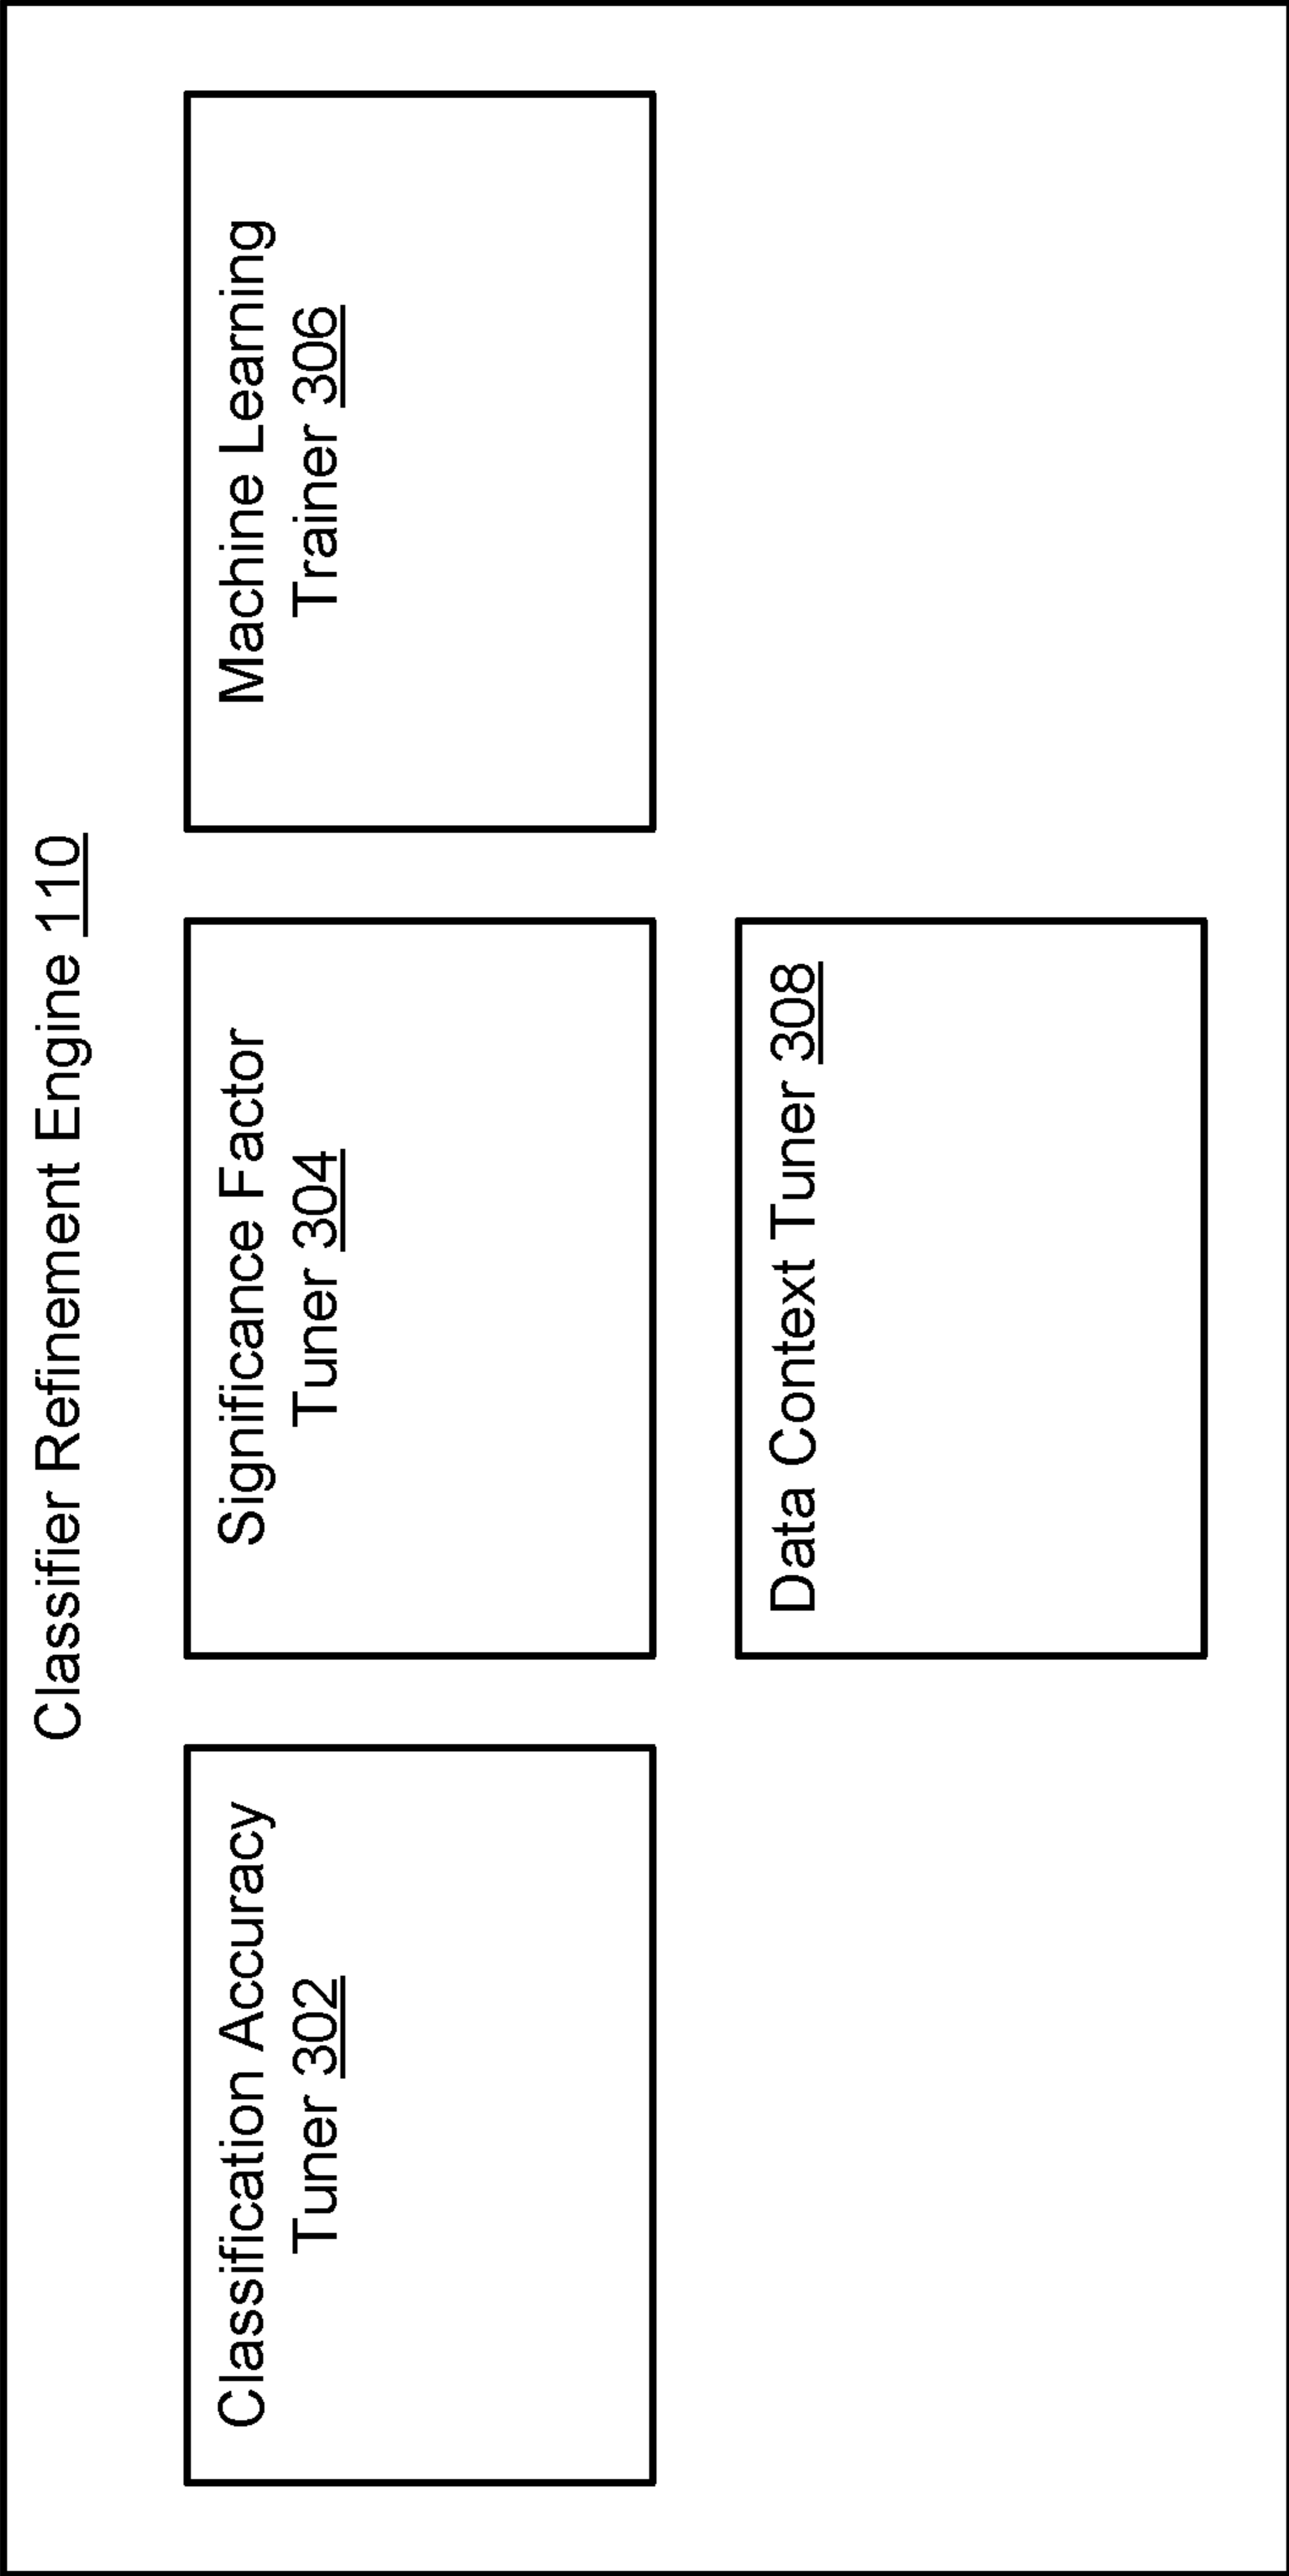 Classifier Refinement Engine 110
Classification Accuracy
Tuner 302
Significance Factor
Tuner 304
Machine Learning
Trainer 306
Data Context Tuner 308